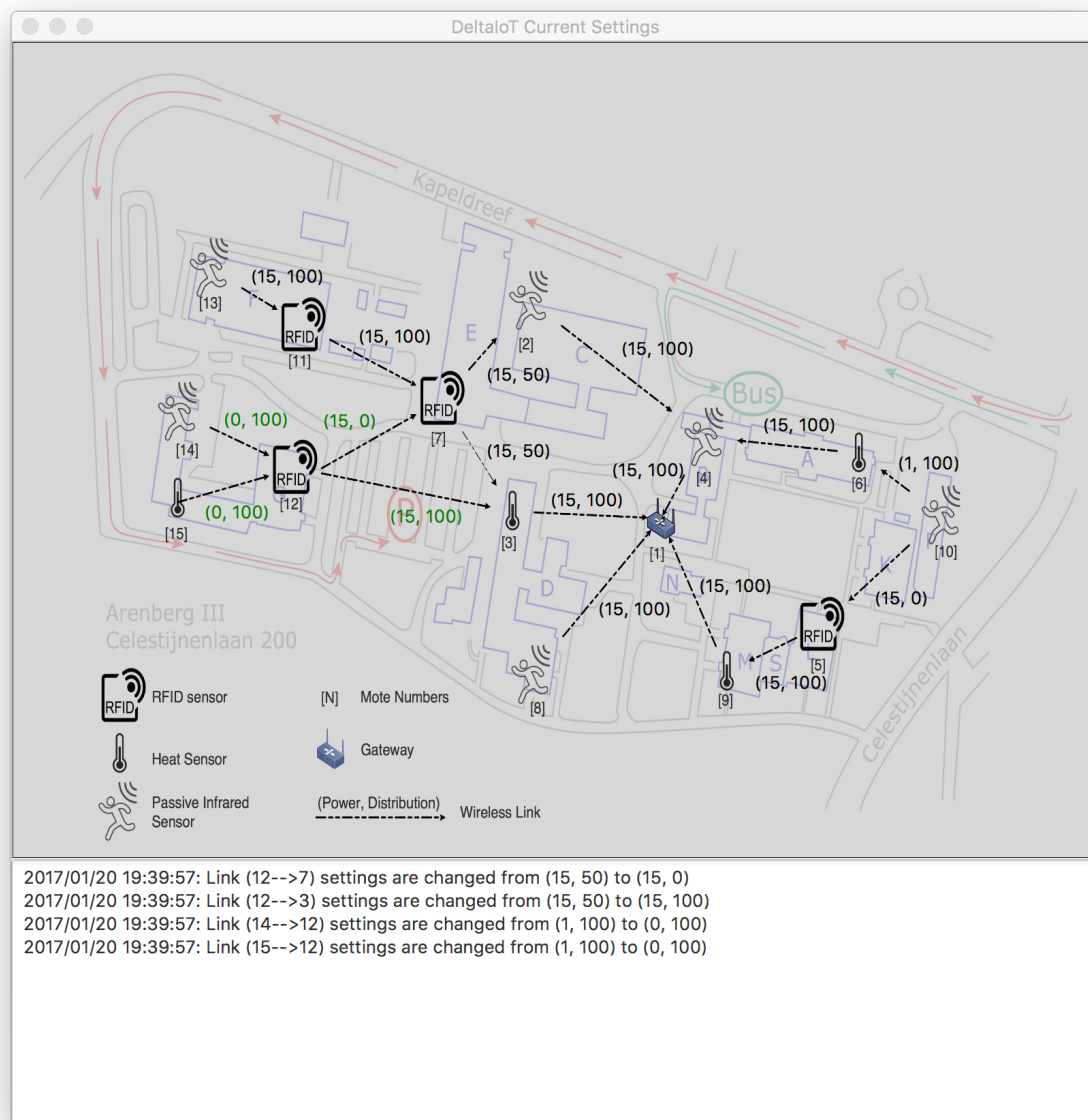 DeltaIoT Current Settings
Kapeldreef
[13]
(15, 100)
F
RFID
[11]
(15, 100)
E
[2]
C
(15, 100)
(15, 50)
RFID
[7]
Bus
[14]
(0, 100)
(15, 0)
(15, 50)
(15, 100)
A
[6]
(1, 100)
[4]
B
(15, 100)
RFID
[12]
[15]
(0, 100)
P
(15, 100)
[3]
(15, 100)
[1]
[10]
K
D
N
(15, 100)
(15, 100)
(15, 0)
RFID
[5]
M
S
(15, 100)
[9]
[8]
Arenberg III
Celestijnenlaan 200
Celestijnenlaan
RFID
RFID sensor
[N]
Mote Numbers
Heat Sensor
Gateway
Passive Infrared
Sensor
(Power, Distribution)
Wireless Link
2017/01/20 19:39:57: Link (12-->7) settings are changed from (15, 50) to (15, 0)
2017/01/20 19:39:57: Link (12-->3) settings are changed from (15, 50) to (15, 100)
2017/01/20 19:39:57: Link (14-->12) settings are changed from (1, 100) to (0, 100)
2017/01/20 19:39:57: Link (15-->12) settings are changed from (1, 100) to (0, 100)